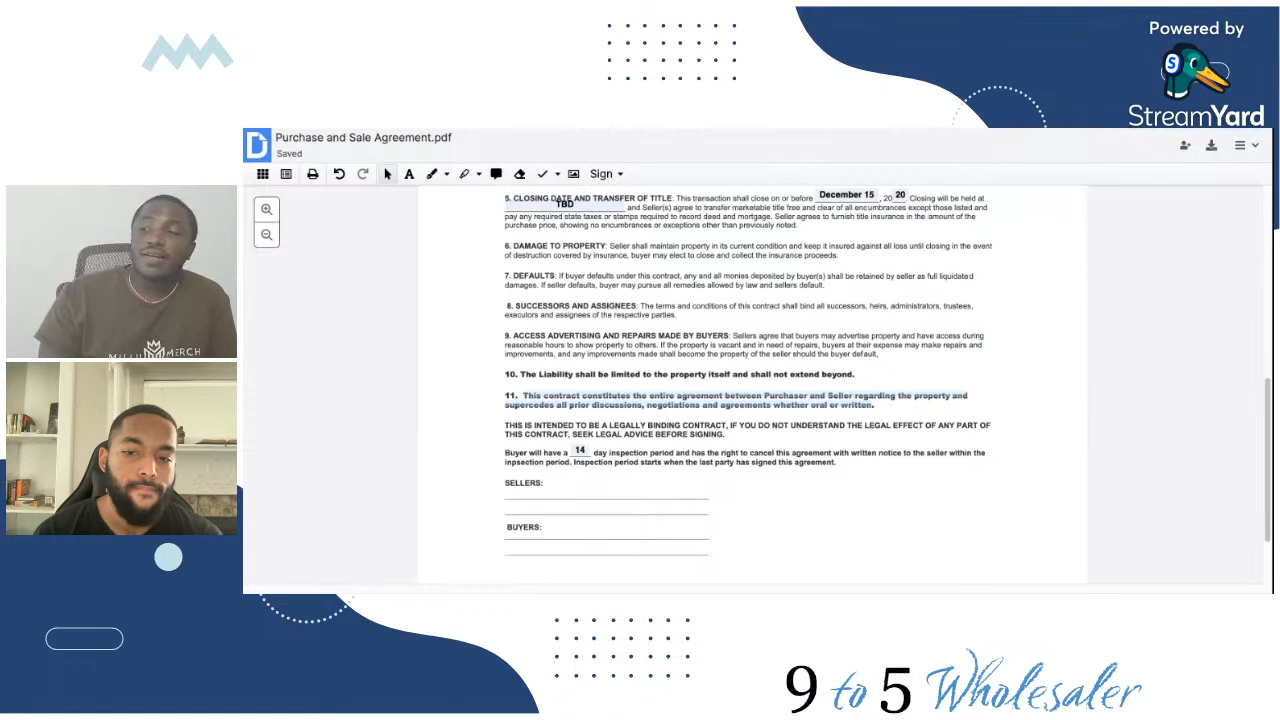 Powered by
S
StreamYard
D
Purchase and Sale Agreement.pdf
Saved
A
Sign
5. CLOSING DATE AND TRANSFER OF TITLE: This transaction shall close on or before December 15, 2020. Closing will be held at
TBD and Seller(s) agree to transfer marketable title free and clear of all encumbrances except those listed and
pay any required state taxes or stamps required to record deed and mortgage. Seller agrees to furnish title insurance in the amount of the
purchase price, showing no encumbrances or exceptions other than previously noted.
6. DAMAGE TO PROPERTY: Seller shall maintain property in its current condition and keep it insured against all loss until closing in the event
of destruction covered by insurance, buyer may elect to close and collect the insurance proceeds.
7. DEFAULTS: If buyer defaults under this contract, any and all monies deposited by buyer(s) shall be retained by seller as full liquidated
damages. If seller defaults, buyer may pursue all remedies allowed by law and sellers default.
8. SUCCESSORS AND ASSIGNEES: The terms and conditions of this contract shall bind all successors, heirs, administrators, trustees,
executors and assignees of the respective parties.
9. ACCESS ADVERTISING AND REPAIRS MADE BY BUYERS: Sellers agree that buyers may advertise property and have access during
reasonable hours to show property to others. If the property is vacant and in need of repairs, buyers at their expense may make repairs and
improvements, and any improvements made shall become the property of the seller should the buyer default,
10. The Liability shall be limited to the property itself and shall not extend beyond.
11. This contract constitutes the entire agreement between Purchaser and Seller regarding the property and
supercedes all prior discussions, negotiations and agreements whether oral or written.
THIS IS INTENDED TO BE A LEGALLY BINDING CONTRACT, IF YOU DO NOT UNDERSTAND THE LEGAL EFFECT OF ANY PART OF
THIS CONTRACT, SEEK LEGAL ADVICE BEFORE SIGNING.
Buyer will have a 14 day inspection period and has the right to cancel this agreement with written notice to the seller within the
inpsection period. Inspection period starts when the last party has signed this agreement.
SELLERS:
BUYERS:
MERCH
9 to 5 Wholesaler